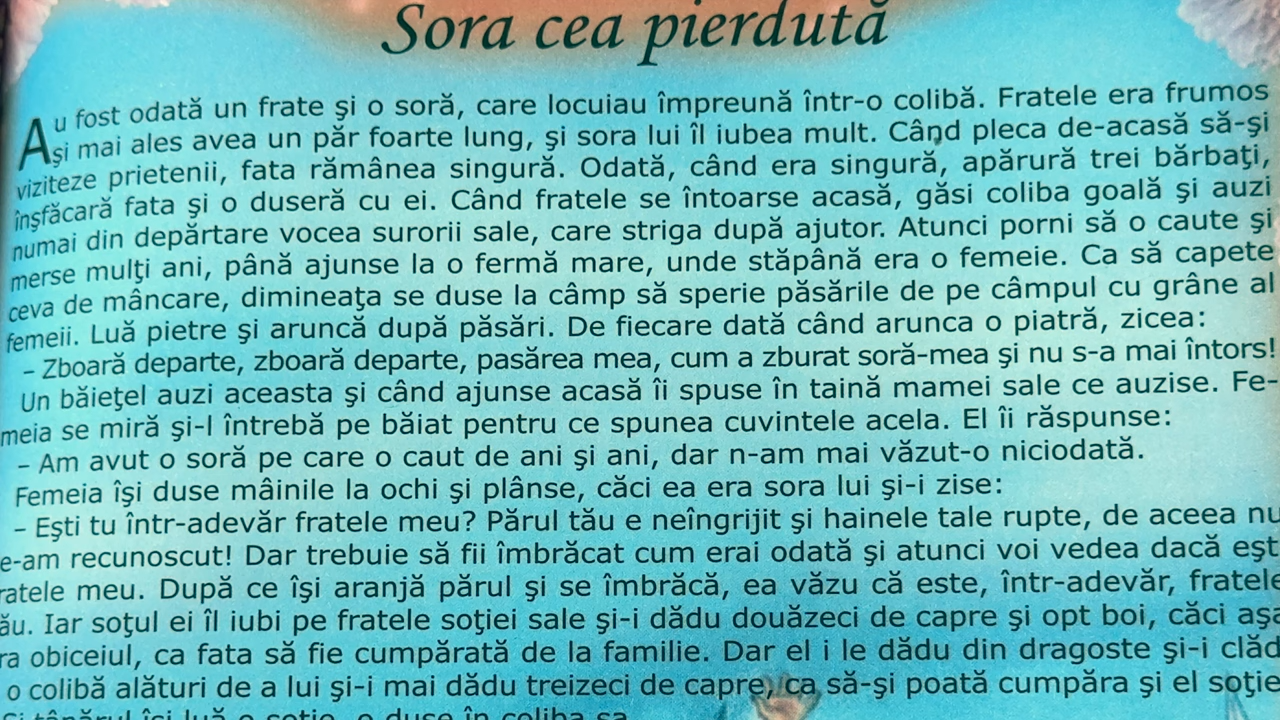 Sora cea pierdută
Au fost odată un frate şi o soră, care locuiau împreună într-o colibă. Fratele era frumos
şi mai ales avea un păr foarte lung, şi sora lui îl iubea mult. Când pleca de-acasă să-şi
viziteze prietenii, fata rămânea singură. Odată, când era singură, apărură trei bărbaţi,
înşfăcară fata şi o duseră cu ei. Când fratele se întoarse acasă, găsi coliba goală şi auzi
numai din depărtare vocea surorii sale, care striga după ajutor. Atunci porni să o caute şi
merse mulţi ani, până ajunse la o fermă mare, unde stăpână era o femeie. Ca să capete
ceva de mâncare, dimineaţa se duse la câmp să sperie păsările de pe câmpul cu grâne al
femeii. Luă pietre şi aruncă după păsări. De fiecare dată când arunca o piatră, zicea:
– Zboară departe, zboară departe, pasărea mea, cum a zburat soră-mea şi nu s-a mai întors!
Un băieţel auzi aceasta şi când ajunse acasă îi spuse în taină mamei sale ce auzise. Fe-
meia se miră şi-l întrebă pe băiat pentru ce spunea cuvintele acela. El îi răspunse:
– Am avut o soră pe care o caut de ani şi ani, dar n-am mai văzut-o niciodată.
Femeia îşi duse mâinile la ochi şi plânse, căci ea era sora lui şi-i zise:
– Eşti tu într-adevăr fratele meu? Părul tău e neîngrijit şi hainele tale rupte, de aceea nu
e-am recunoscut! Dar trebuie să fii îmbrăcat cum erai odată şi atunci voi vedea dacă eşti
ratele meu. După ce îşi aranjă părul şi se îmbrăcă, ea văzu că este, într-adevăr, fratele
ău. Iar soţul ei îl iubi pe fratele soţiei sale şi-i dădu douăzeci de capre şi opt boi, căci aşa
ra obiceiul, ca fata să fie cumpărată de la familie. Dar el i le dădu din dragoste şi-i clăd
o colibă alături de a lui şi-i mai dădu treizeci de capre, ca să-şi poată cumpăra şi el soţie
Şi tânărul îşi luă o soţie, o duse în coliba sa